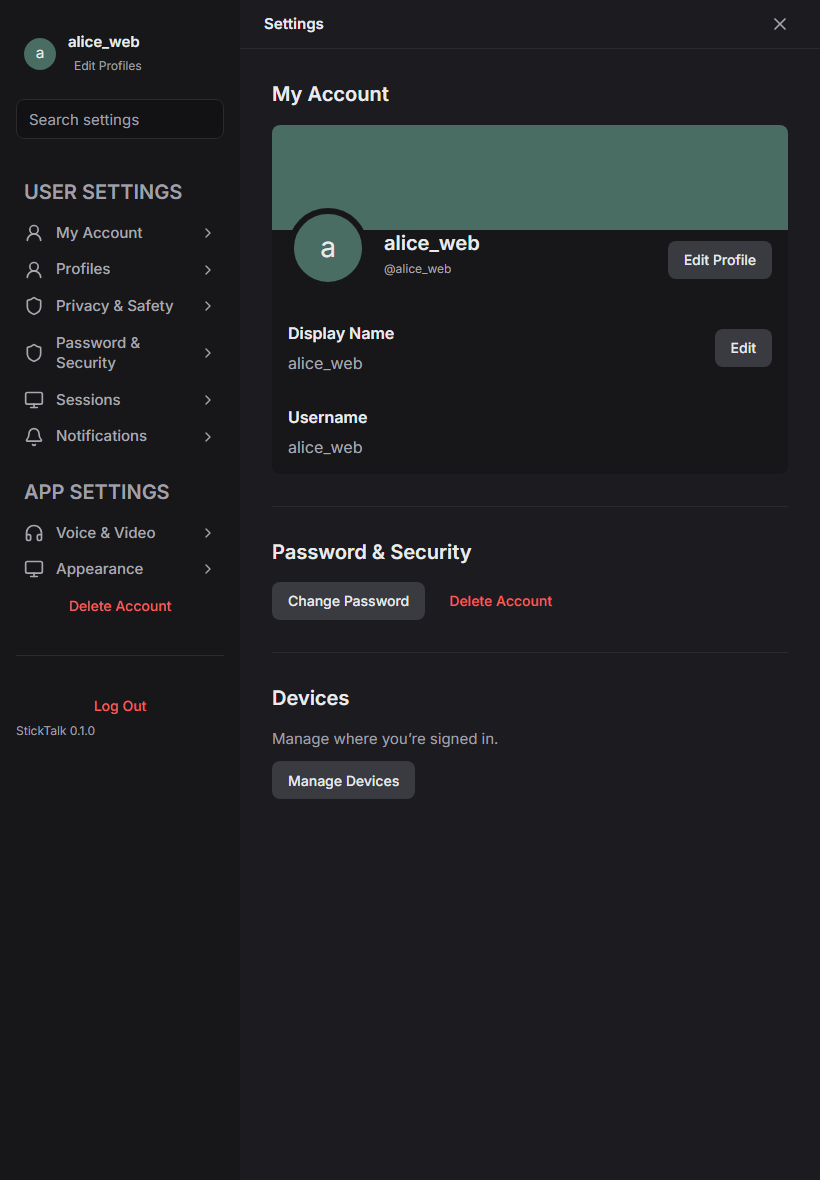 a
alice_web
Edit Profiles
Search settings
USER SETTINGS
My Account
Profiles
Privacy & Safety
Password &
Security
Sessions
Notifications
APP SETTINGS
Voice & Video
Appearance
Delete Account
Log Out
StickTalk 0.1.0
Settings
My Account
a
alice_web
@alice_web
Edit Profile
Display Name
alice_web
Edit
Username
alice_web
Password & Security
Change Password
Delete Account
Devices
Manage where you’re signed in.
Manage Devices